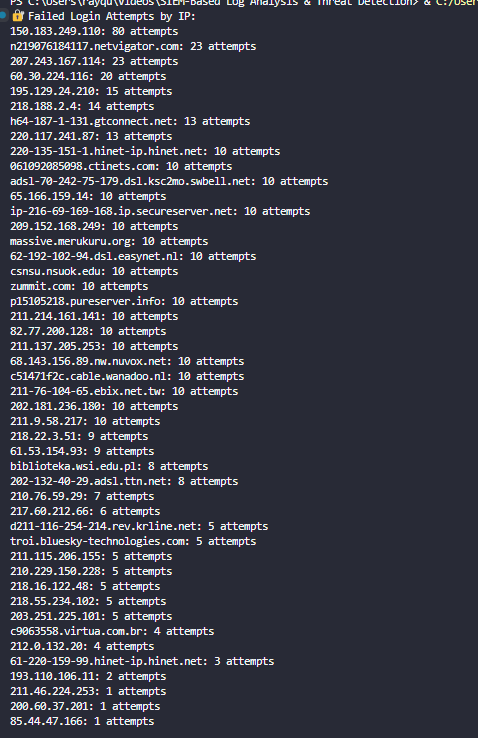 PS C:\Users\rayqu\Videos\SIEM-based Log Analysis & Threat Detection> & C:/User
🔐 Failed Login Attempts by IP:
150.183.249.110: 80 attempts
n219076184117.netvigator.com: 23 attempts
207.243.167.114: 23 attempts
60.30.224.116: 20 attempts
195.129.24.210: 15 attempts
218.188.2.4: 14 attempts
h64-187-1-131.gtconnect.net: 13 attempts
220.117.241.87: 13 attempts
220-135-151-1.hinet-ip.hinet.net: 10 attempts
061092085098.ctinets.com: 10 attempts
adsl-70-242-75-179.dsl.ksc2mo.swbell.net: 10 attempts
65.166.159.14: 10 attempts
ip-216-69-169-168.ip.secureserver.net: 10 attempts
209.152.168.249: 10 attempts
massive.merukuru.org: 10 attempts
62-192-102-94.dsl.easynet.nl: 10 attempts
csnsu.nsuok.edu: 10 attempts
zummit.com: 10 attempts
p15105218.pureserver.info: 10 attempts
211.214.161.141: 10 attempts
82.77.200.128: 10 attempts
211.137.205.253: 10 attempts
68.143.156.89.nw.nuvox.net: 10 attempts
c51471f2c.cable.wanadoo.nl: 10 attempts
211-76-104-65.ebix.net.tw: 10 attempts
202.181.236.180: 10 attempts
211.9.58.217: 10 attempts
218.22.3.51: 9 attempts
61.53.154.93: 9 attempts
biblioteka.wsi.edu.pl: 8 attempts
202-132-40-29.adsl.ttn.net: 8 attempts
210.76.59.29: 7 attempts
217.60.212.66: 6 attempts
d211-116-254-214.rev.krline.net: 5 attempts
troi.bluesky-technologies.com: 5 attempts
211.115.206.155: 5 attempts
210.229.150.228: 5 attempts
218.16.122.48: 5 attempts
218.55.234.102: 5 attempts
203.251.225.101: 5 attempts
c9063558.virtua.com.br: 4 attempts
212.0.132.20: 4 attempts
61-220-159-99.hinet-ip.hinet.net: 3 attempts
193.110.106.11: 2 attempts
211.46.224.253: 1 attempts
200.60.37.201: 1 attempts
85.44.47.166: 1 attempts